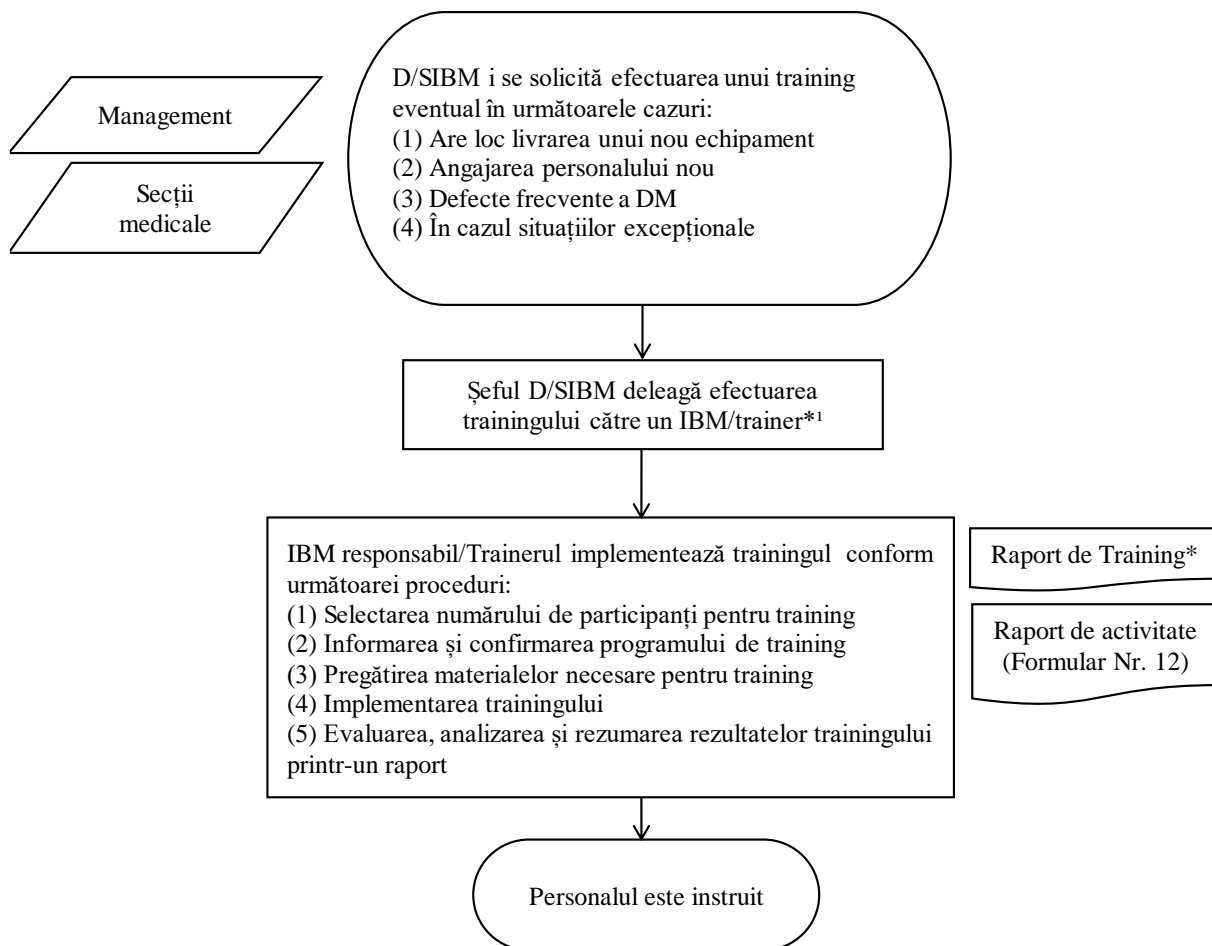 Management
Secții
medicale
D/SIBM i se solicită efectuarea unui training
eventual în următoarele cazuri:
(1) Are loc livrarea unui nou echipament
(2) Angajarea personalului nou
(3) Defecte frecvente a DM
(4) În cazul situațiilor excepționale
Șeful D/SIBM deleagă efectuarea
trainingului către un IBM/trainer*¹
IBM responsabil/Trainerul implementează trainingul conform
următoarei proceduri:
(1) Selectarea numărului de participanți pentru training
(2) Informarea și confirmarea programului de training
(3) Pregătirea materialelor necesare pentru training
(4) Implementarea trainingului
(5) Evaluarea, analizarea și rezumarea rezultatelor trainingului
printr-un raport
Raport de Training*
Raport de activitate
(Formular Nr. 12)
Personalul este instruit